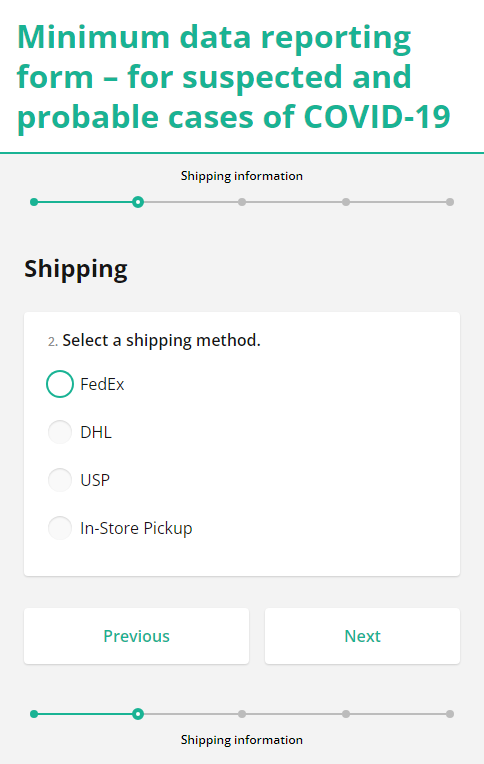 Minimum data reporting
form – for suspected and
probable cases of COVID-19
Shipping information
Shipping
2. Select a shipping method.
FedEx
DHL
USP
In-Store Pickup
Previous
Next
Shipping information